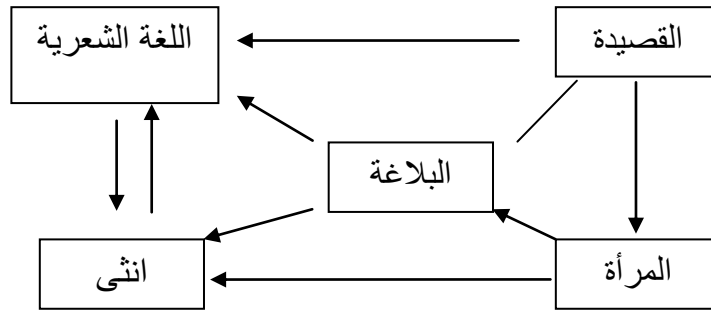 القصيدة
اللغة الشعرية
البلاغة
المرأة
انثى